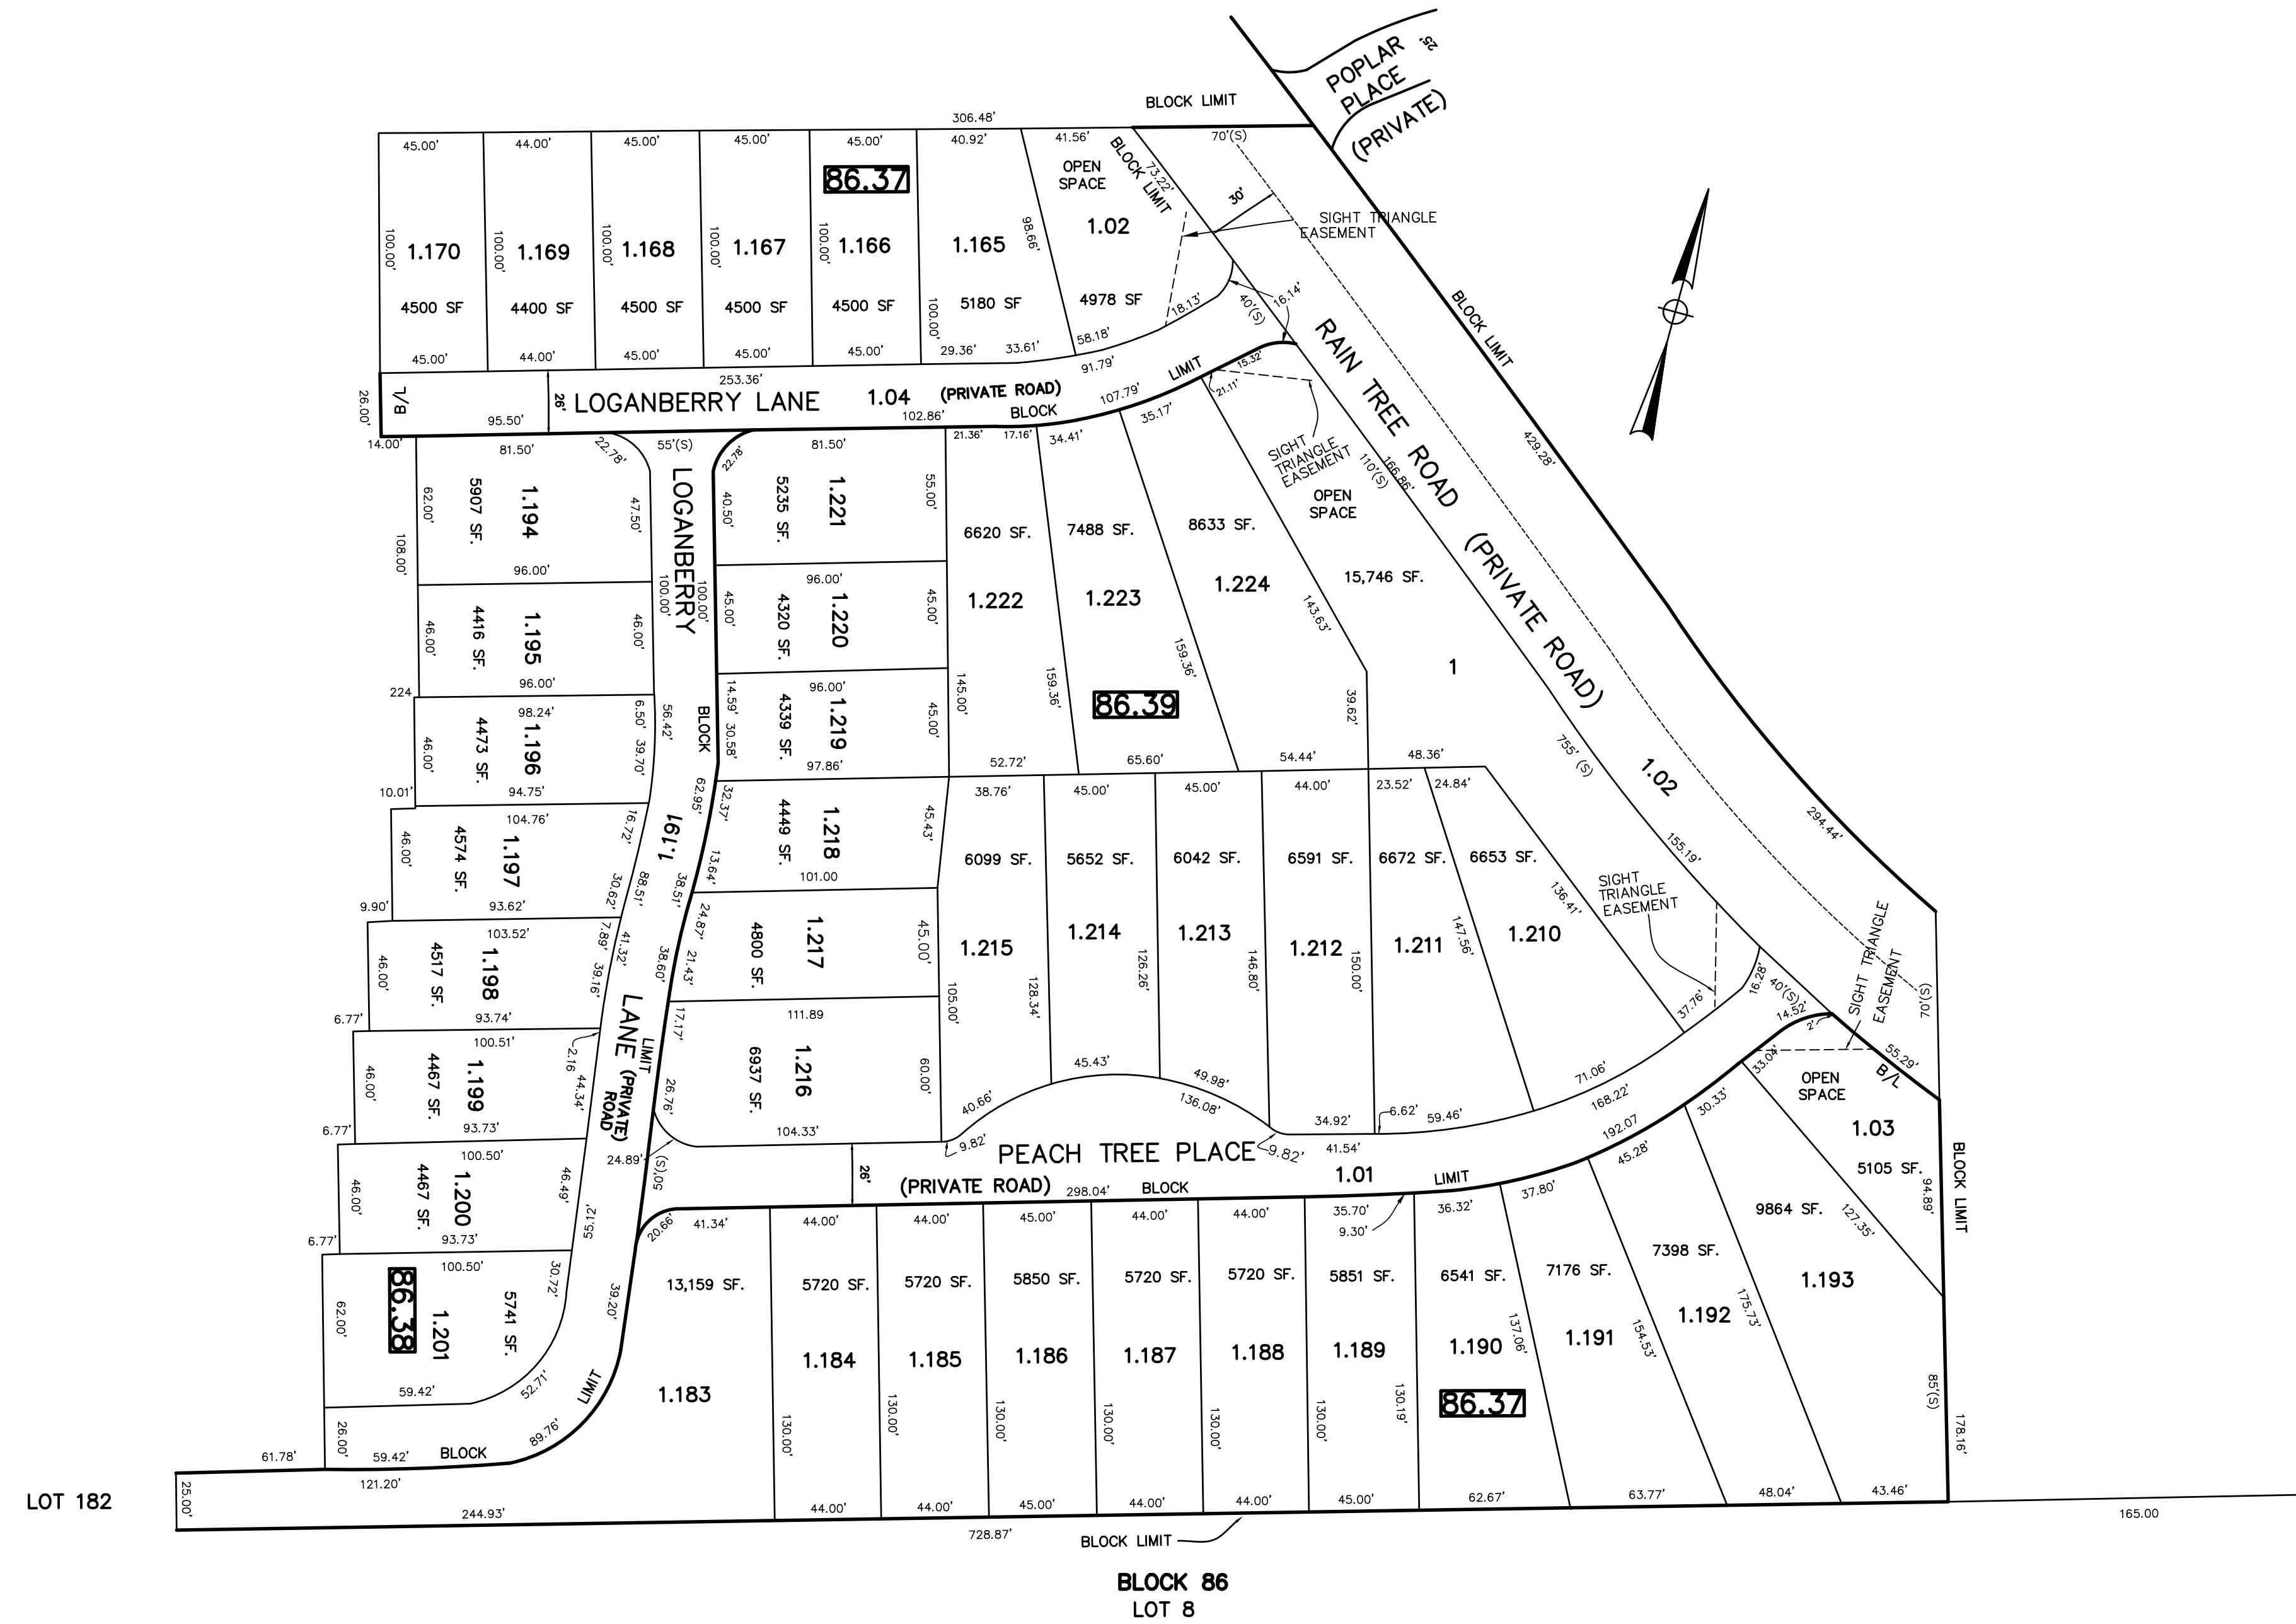 POPLAR
PLACE
(PRIVATE)
25'
BLOCK LIMIT
306.48'
45.00'
44.00'
45.00'
45.00'
45.00'
40.92'
41.56'
70'(S)
86.37
OPEN
SPACE
BLOCK LIMIT
73.22'
30'
SIGHT TRIANGLE
EASEMENT
100.00'
1.170
100.00'
1.169
100.00'
1.168
100.00'
1.167
100.00'
1.166
1.165
98.66'
1.02
4500 SF
4400 SF
4500 SF
4500 SF
4500 SF
100.00'
5180 SF
4978 SF
18.13'
40'(S)
16.14'
45.00'
44.00'
45.00'
45.00'
45.00'
29.36'
33.61'
58.18'
26.00'
B/L
253.36'
91.79'
26'
LOGANBERRY LANE
1.04
(PRIVATE ROAD)
95.50'
102.86'
BLOCK
107.79'
LIMIT
15.32'
21.11'
RAIN TREE ROAD (PRIVATE ROAD)
BLOCK LIMIT
429.28'
14.00'
81.50'
22.78'
55'(S)
22.78'
81.50'
21.36'
17.16'
34.41'
35.17'
SIGHT
TRIANGLE
EASEMENT
110'(S)
166.86'
OPEN
SPACE
62.00'
5907 SF.
1.194
47.50'
LOGANBERRY
40.50'
5235 SF.
1.221
55.00'
6620 SF.
7488 SF.
8633 SF.
15,746 SF.
108.00'
96.00'
100.00'
100.00'
96.00'
1.222
1.223
1.224
46.00'
4416 SF.
1.195
46.00'
45.00'
4320 SF.
1.220
45.00'
143.63'
96.00'
96.00'
224
145.00'
159.36'
159.36'
1
98.24'
6.50'
56.42'
BLOCK
14.59'
86.39
39.62'
46.00'
4473 SF.
1.196
39.70'
30.58'
4339 SF.
1.219
45.00'
94.75'
97.86'
52.72'
65.60'
54.44'
48.36'
755' (S)
1.02
10.01'
104.76'
62.95'
32.37'
38.76'
45.00'
45.00'
44.00'
23.52'
24.84'
294.44'
46.00'
4574 SF.
1.197
16.72'
1.191
4449 SF.
1.218
45.43'
6099 SF.
5652 SF.
6042 SF.
6591 SF.
6672 SF.
6653 SF.
155.19'
30.62'
88.51'
38.51'
13.64'
101.00
9.90'
93.62'
136.41'
SIGHT
TRIANGLE
EASEMENT
103.52'
7.89'
41.32'
24.87'
1.215
1.214
1.213
1.212
1.211
1.210
46.00'
4517 SF.
1.198
39.16'
38.60'
21.43'
4800 SF.
1.217
45.00'
128.34'
126.26'
146.80'
150.00'
147.56'
SIGHT TRIANGLE
EASEMENT
70'(S)
6.77'
93.74'
105.00'
37.76'
16.28'
40'(S)
14.52'
2'
100.51'
2.16
LANE (PRIVATE)
ROAD
LIMIT
17.17'
111.89
46.00'
4467 SF.
1.199
44.34'
26.76'
6937 SF.
1.216
60.00'
45.43'
49.98'
71.06'
33.04'
55.29'
B/L
6.77'
93.73'
104.33'
40.66'
136.08'
34.92'
6.62'
59.46'
168.22'
30.33'
OPEN
SPACE
100.50'
24.89'
50'(S)
9.82'
PEACH TREE PLACE
9.82'
41.54'
192.07
1.03
BLOCK LIMIT
46.00'
4467 SF.
1.200
46.49'
26'
(PRIVATE ROAD)
298.04'
BLOCK
1.01
LIMIT
45.28'
5105 SF.
94.89'
6.77'
93.73'
55.12'
20.66'
41.34'
44.00'
44.00'
45.00'
44.00'
44.00'
35.70'
9.30'
36.32'
37.80'
9864 SF.
127.35'
100.50'
30.72'
39.20'
13,159 SF.
5720 SF.
5720 SF.
5850 SF.
5720 SF.
5720 SF.
5851 SF.
6541 SF.
7176 SF.
7398 SF.
1.193
62.00'
86.38
1.201
5741 SF.
137.06'
154.53'
1.192
175.73'
59.42'
52.71'
LIMIT
1.183
1.184
1.185
1.186
1.187
1.188
1.189
1.190
1.191
85'(S)
26.00'
89.76'
130.00'
130.00'
130.00'
130.00'
130.00'
130.00'
130.19'
86.37
178.16'
61.78'
59.42'
BLOCK
121.20'
LOT 182
25.00'
244.93'
44.00'
44.00'
45.00'
44.00'
44.00'
45.00'
62.67'
63.77'
48.04'
43.46'
165.00
728.87'
BLOCK LIMIT
BLOCK 86
LOT 8